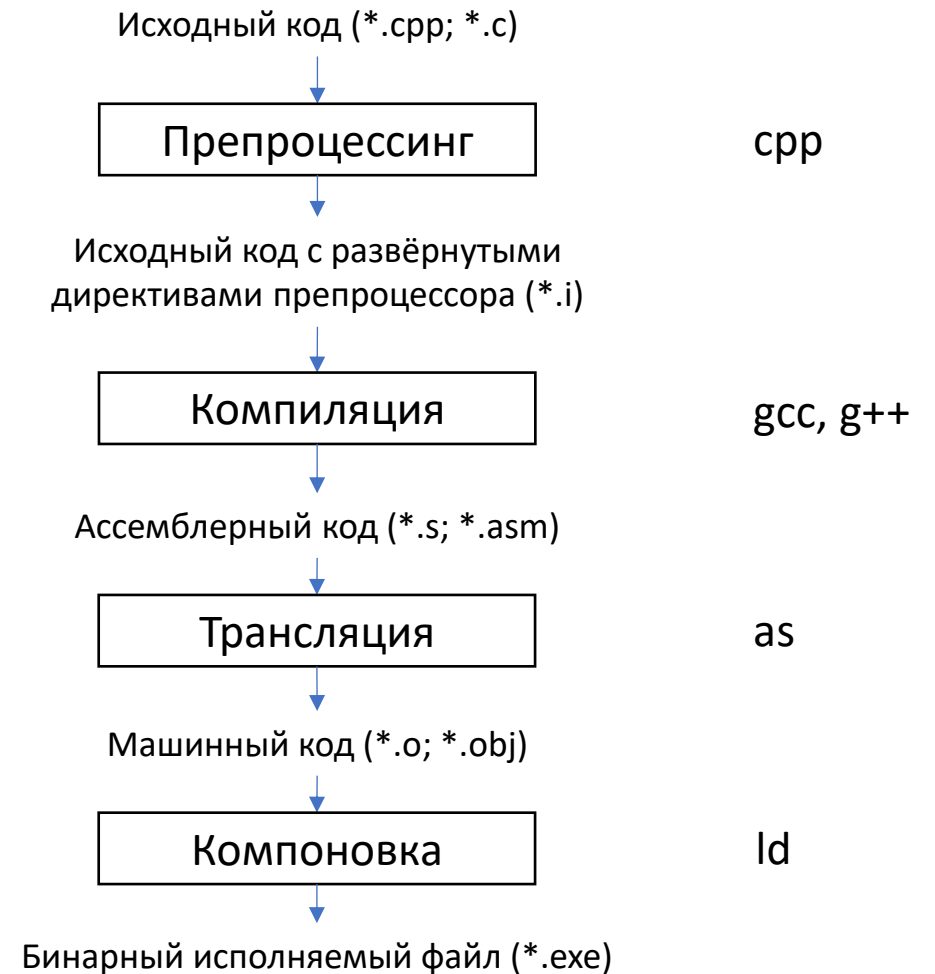 Исходный код (*.cpp; *.c)
Препроцессинг
cpp
Исходный код с развёрнутыми
директивами препроцессора (*.i)
Компиляция
gcc, g++
Ассемблерный код (*.s; *.asm)
Трансляция
as
Машинный код (*.o; *.obj)
Компоновка
ld
Бинарный исполняемый файл (*.exe)